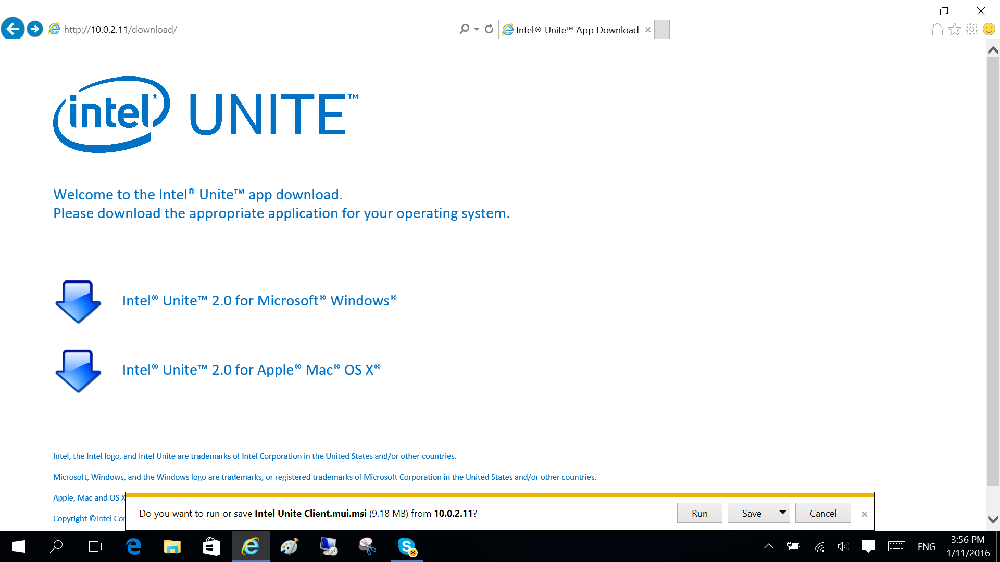 http://10.0.2.11/download/
Intel® Unite™ App Download
intel® UNITE™
Welcome to the Intel® Unite™ app download.
Please download the appropriate application for your operating system.
Intel® Unite™ 2.0 for Microsoft® Windows®
Intel® Unite™ 2.0 for Apple® Mac® OS X®
Intel, the Intel logo, and Intel Unite are trademarks of Intel Corporation in the United States and/or other countries.
Microsoft, Windows, and the Windows logo are trademarks, or registered trademarks of Microsoft Corporation in the United States and/or other countries.
Apple, Mac and OS X
Copyright ©Intel Cor
Do you want to run or save Intel Unite Client.mui.msi (9.18 MB) from 10.0.2.11?
Run
Save
Cancel
3
ENG
3:56 PM
1/11/2016